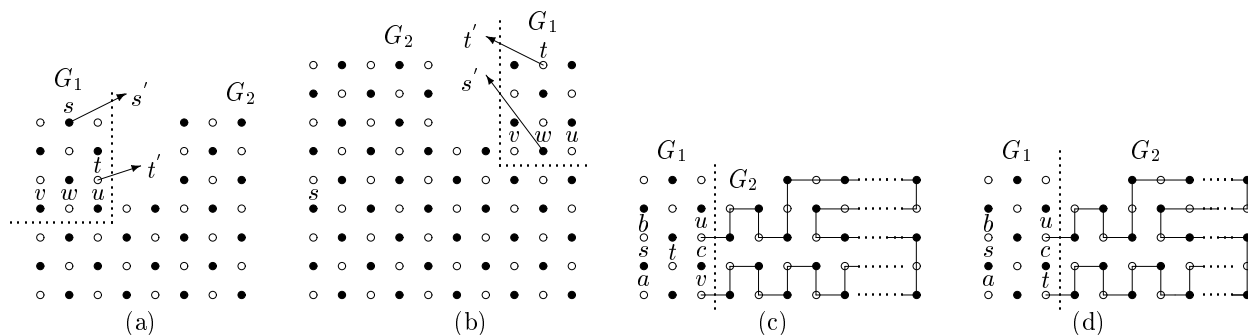 G₁
s
s′
G₂
t
t′
v w u
(a)
G₂
t′
G₁
t
s′
v w u
s
(b)
G₁
G₂
b u
s t c
a v
(c)
G₁
G₂
b u
s c
a t
(d)